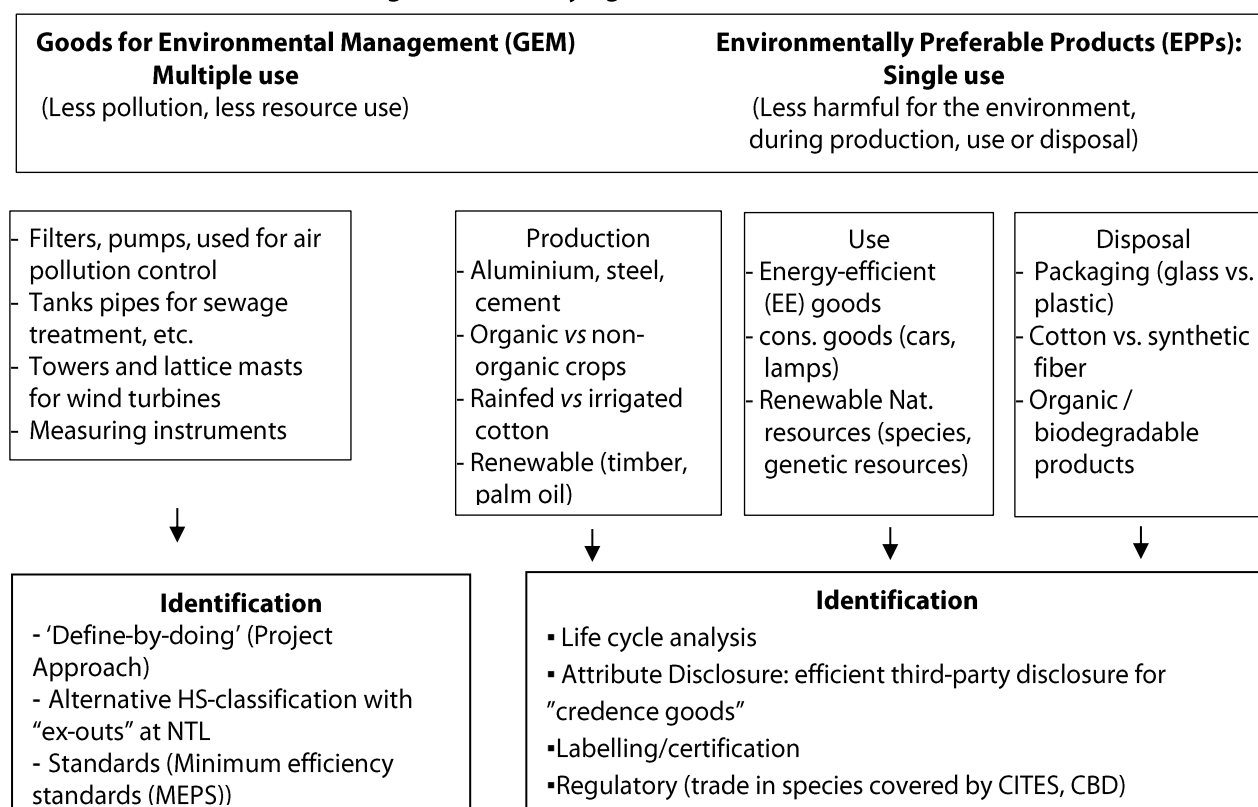 Goods for Environmental Management (GEM)
Multiple use
(Less pollution, less resource use)
Environmentally Preferable Products (EPPs):
Single use
(Less harmful for the environment,
during production, use or disposal)
- Filters, pumps, used for air
pollution control
- Tanks pipes for sewage
treatment, etc.
- Towers and lattice masts
for wind turbines
- Measuring instruments
Production
- Aluminium, steel,
cement
- Organic vs non-
organic crops
- Rainfed vs irrigated
cotton
- Renewable (timber,
palm oil)
Use
- Energy-efficient
(EE) goods
- cons. goods (cars,
lamps)
- Renewable Nat.
resources (species,
genetic resources)
Disposal
- Packaging (glass vs.
plastic)
- Cotton vs. synthetic
fiber
- Organic /
biodegradable
products
Identification
- ‘Define-by-doing’ (Project
Approach)
- Alternative HS-classification with
“ex-outs” at NTL
- Standards (Minimum efficiency
standards (MEPS))
Identification
▪ Life cycle analysis
▪ Attribute Disclosure: efficient third-party disclosure for
”credence goods”
▪Labelling/certification
▪Regulatory (trade in species covered by CITES, CBD)